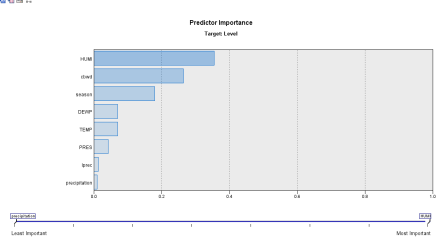 Predictor Importance
Target: Level
HUMI
cbwd
season
DEWP
TEMP
PRES
Iprec
precipitation
0.0 0.2 0.4 0.6 0.8 1.0
precipitation HUMI
Least Important Most Important